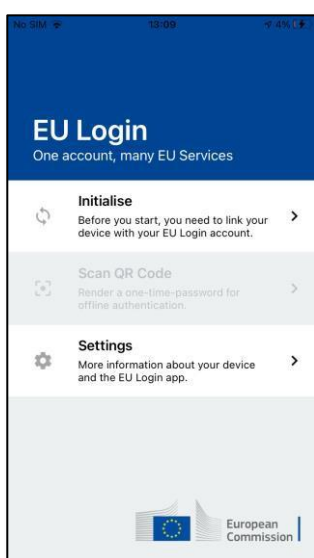 No SIM 13:09 4%
EU Login
One account, many EU Services
Initialise
Before you start, you need to link your
device with your EU Login account.
Scan QR Code
Render a one-time-password for
offline authentication.
Settings
More information about your device
and the EU Login app.
European
Commission